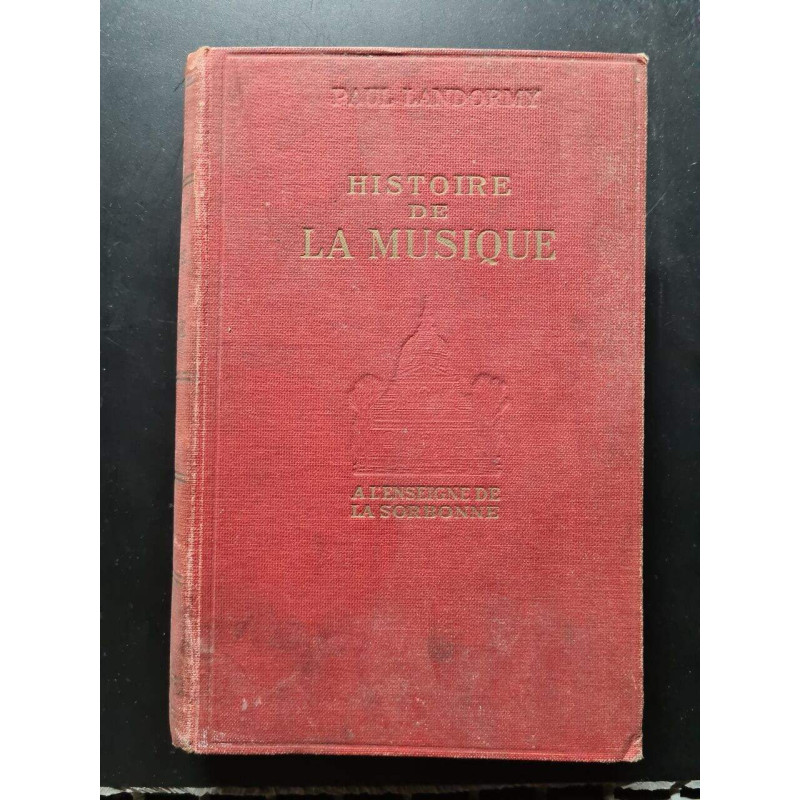 PAUL LANDORMY
HISTOIRE
DE
LA MUSIQUE
A L'ENSEIGNE DE
LA SORBONNE